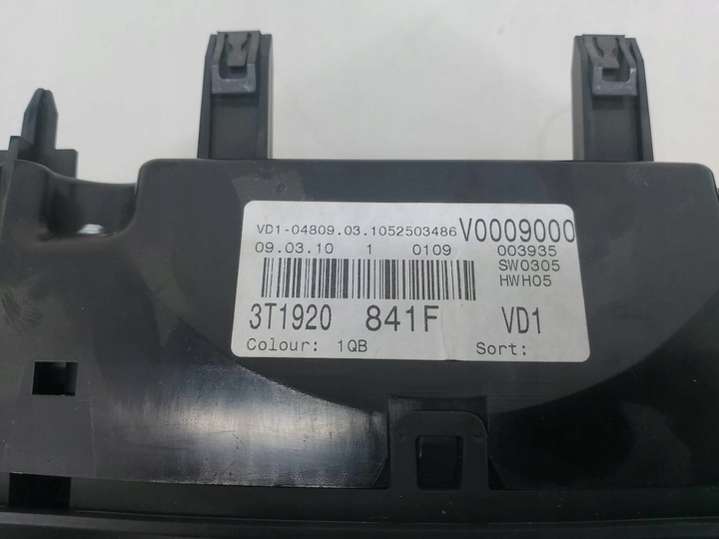 VD1-04809.03.1052503486 V0009000
09.03.10 1 0109 003935
SW0305
HWH05
3T1920 841F VD1
Colour: 1QB Sort: